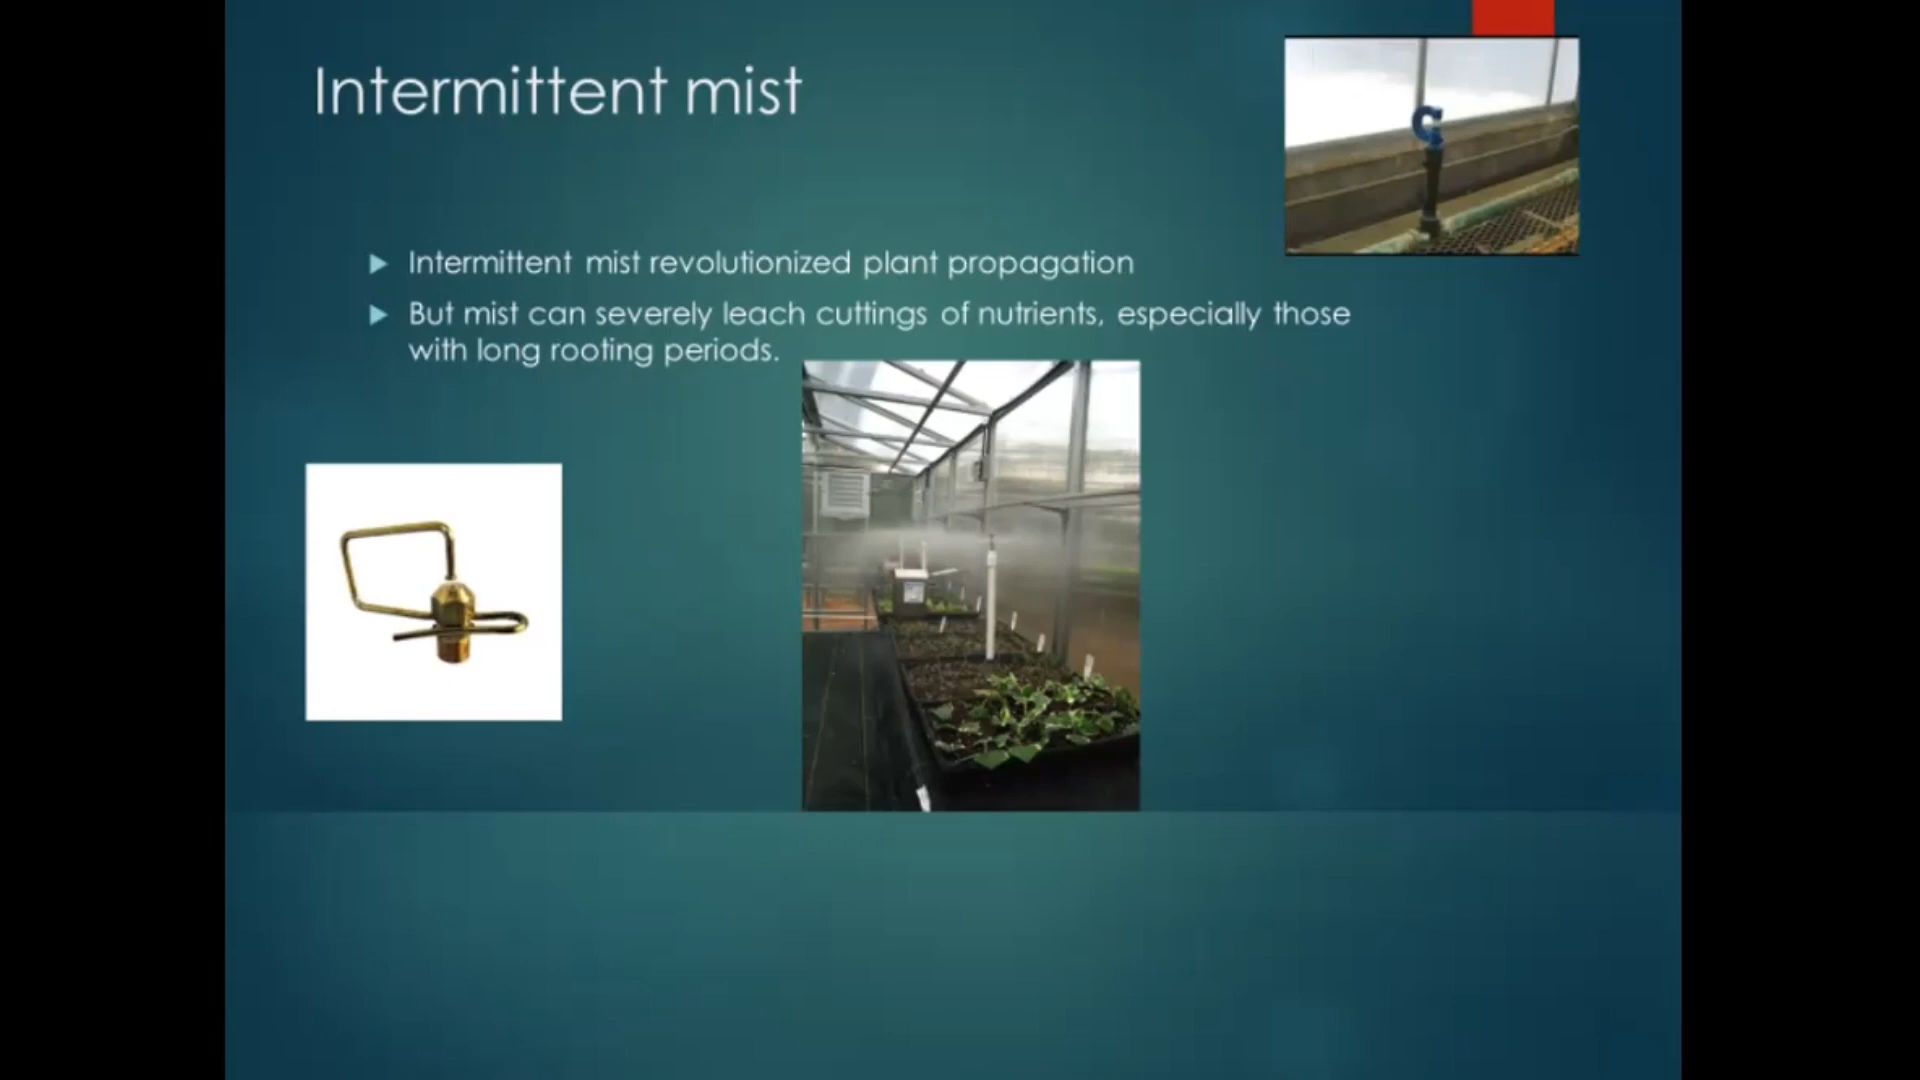 Intermittent mist
Intermittent mist revolutionized plant propagation
But mist can severely leach cuttings of nutrients, especially those
with long rooting periods.